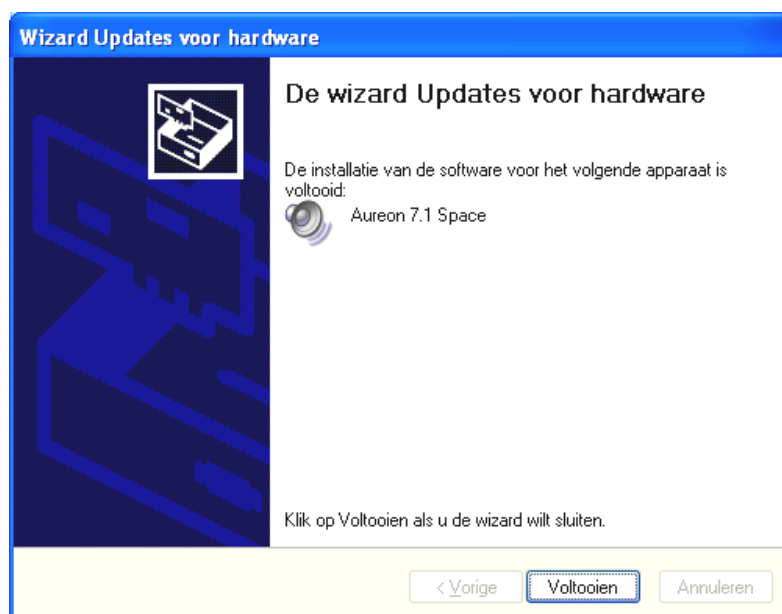 Wizard Updates voor hardware
De wizard Updates voor hardware
De installatie van de software voor het volgende apparaat is
voltooid:
Aureon 7.1 Space
Klik op Voltooien als u de wizard wilt sluiten.
< Vorige Voltooien Annuleren